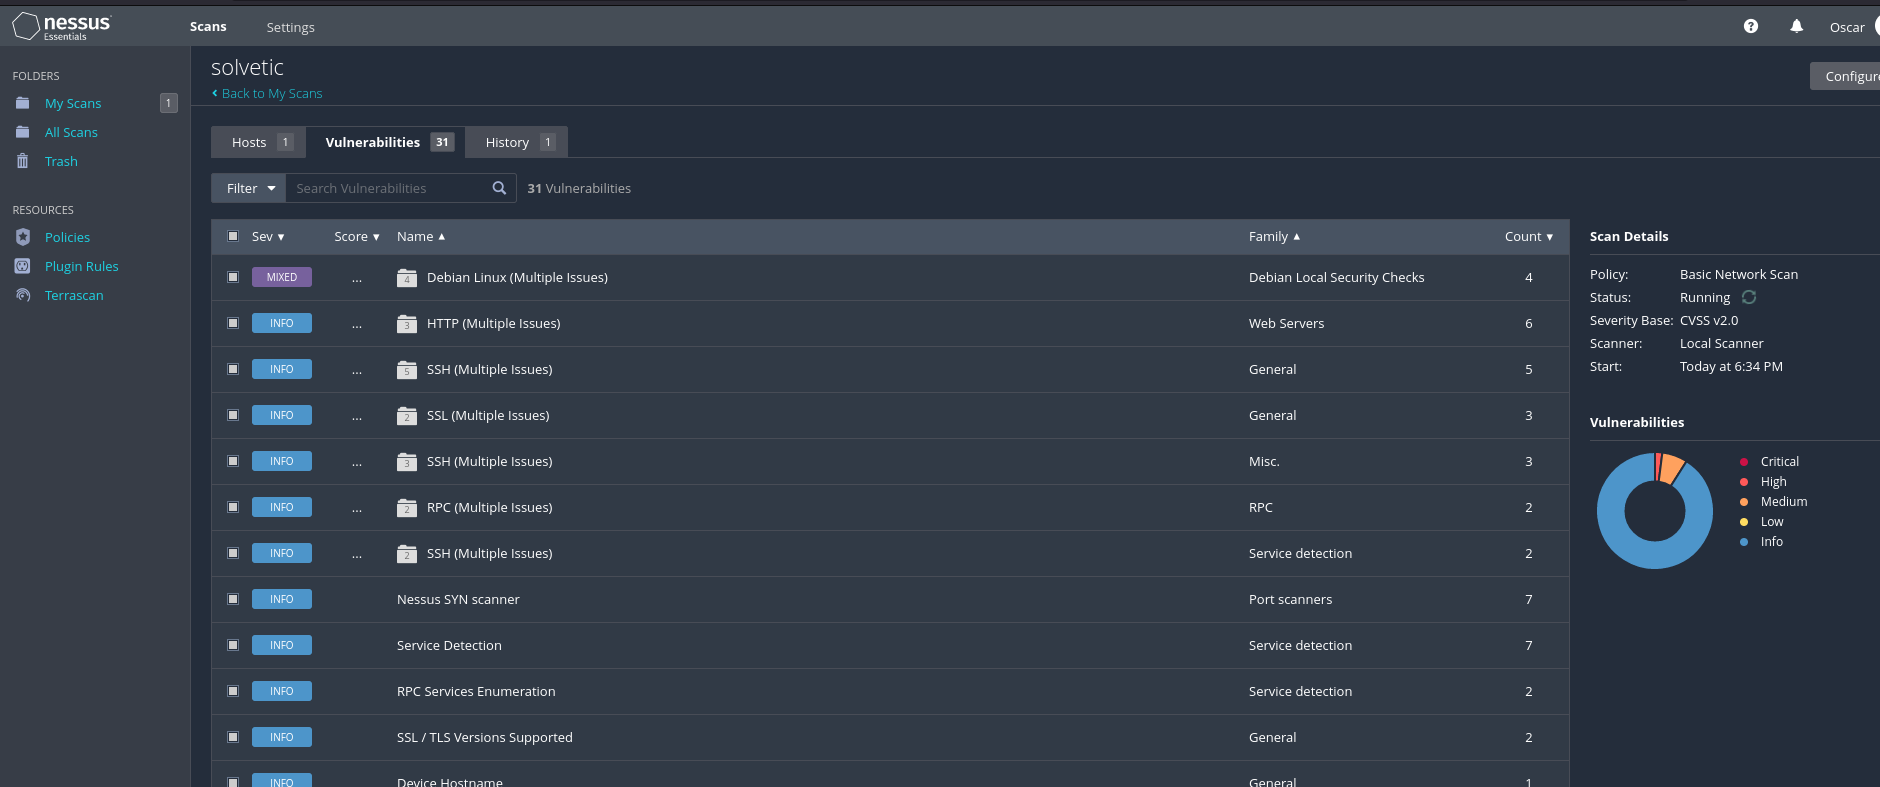 nessus
Essentials
Scans
Settings
Oscar
FOLDERS
My Scans
1
All Scans
Trash
RESOURCES
Policies
Plugin Rules
Terrascan
solvetic
Back to My Scans
Configure
Hosts 1
Vulnerabilities 31
History 1
Filter
Search Vulnerabilities
31 Vulnerabilities
Sev Score Name Family Count
MIXED ... 4 Debian Linux (Multiple Issues) Debian Local Security Checks 4
INFO ... 3 HTTP (Multiple Issues) Web Servers 6
INFO ... 5 SSH (Multiple Issues) General 5
INFO ... 2 SSL (Multiple Issues) General 3
INFO ... 3 SSH (Multiple Issues) Misc. 3
INFO ... 2 RPC (Multiple Issues) RPC 2
INFO ... 2 SSH (Multiple Issues) Service detection 2
INFO Nessus SYN scanner Port scanners 7
INFO Service Detection Service detection 7
INFO RPC Services Enumeration Service detection 2
INFO SSL / TLS Versions Supported General 2
INFO Device Hostname General 1
Scan Details
Policy: Basic Network Scan
Status: Running
Severity Base: CVSS v2.0
Scanner: Local Scanner
Start: Today at 6:34 PM
Vulnerabilities
Critical
High
Medium
Low
Info